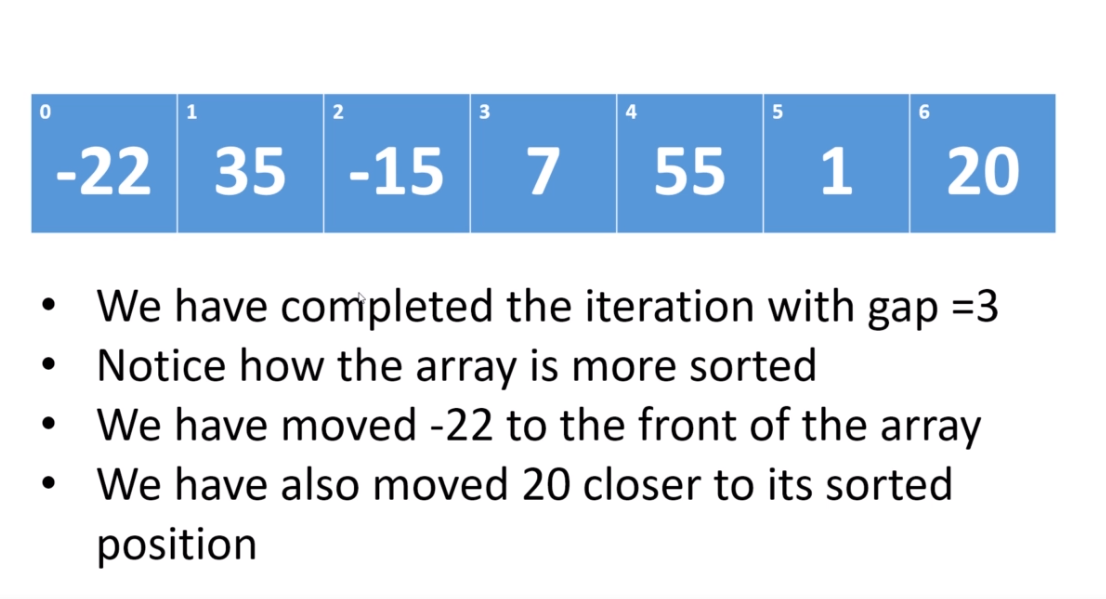 0 1 2 3 4 5 6
-22 35 -15 7 55 1 20
• We have completed the iteration with gap =3
• Notice how the array is more sorted
• We have moved -22 to the front of the array
• We have also moved 20 closer to its sorted
position